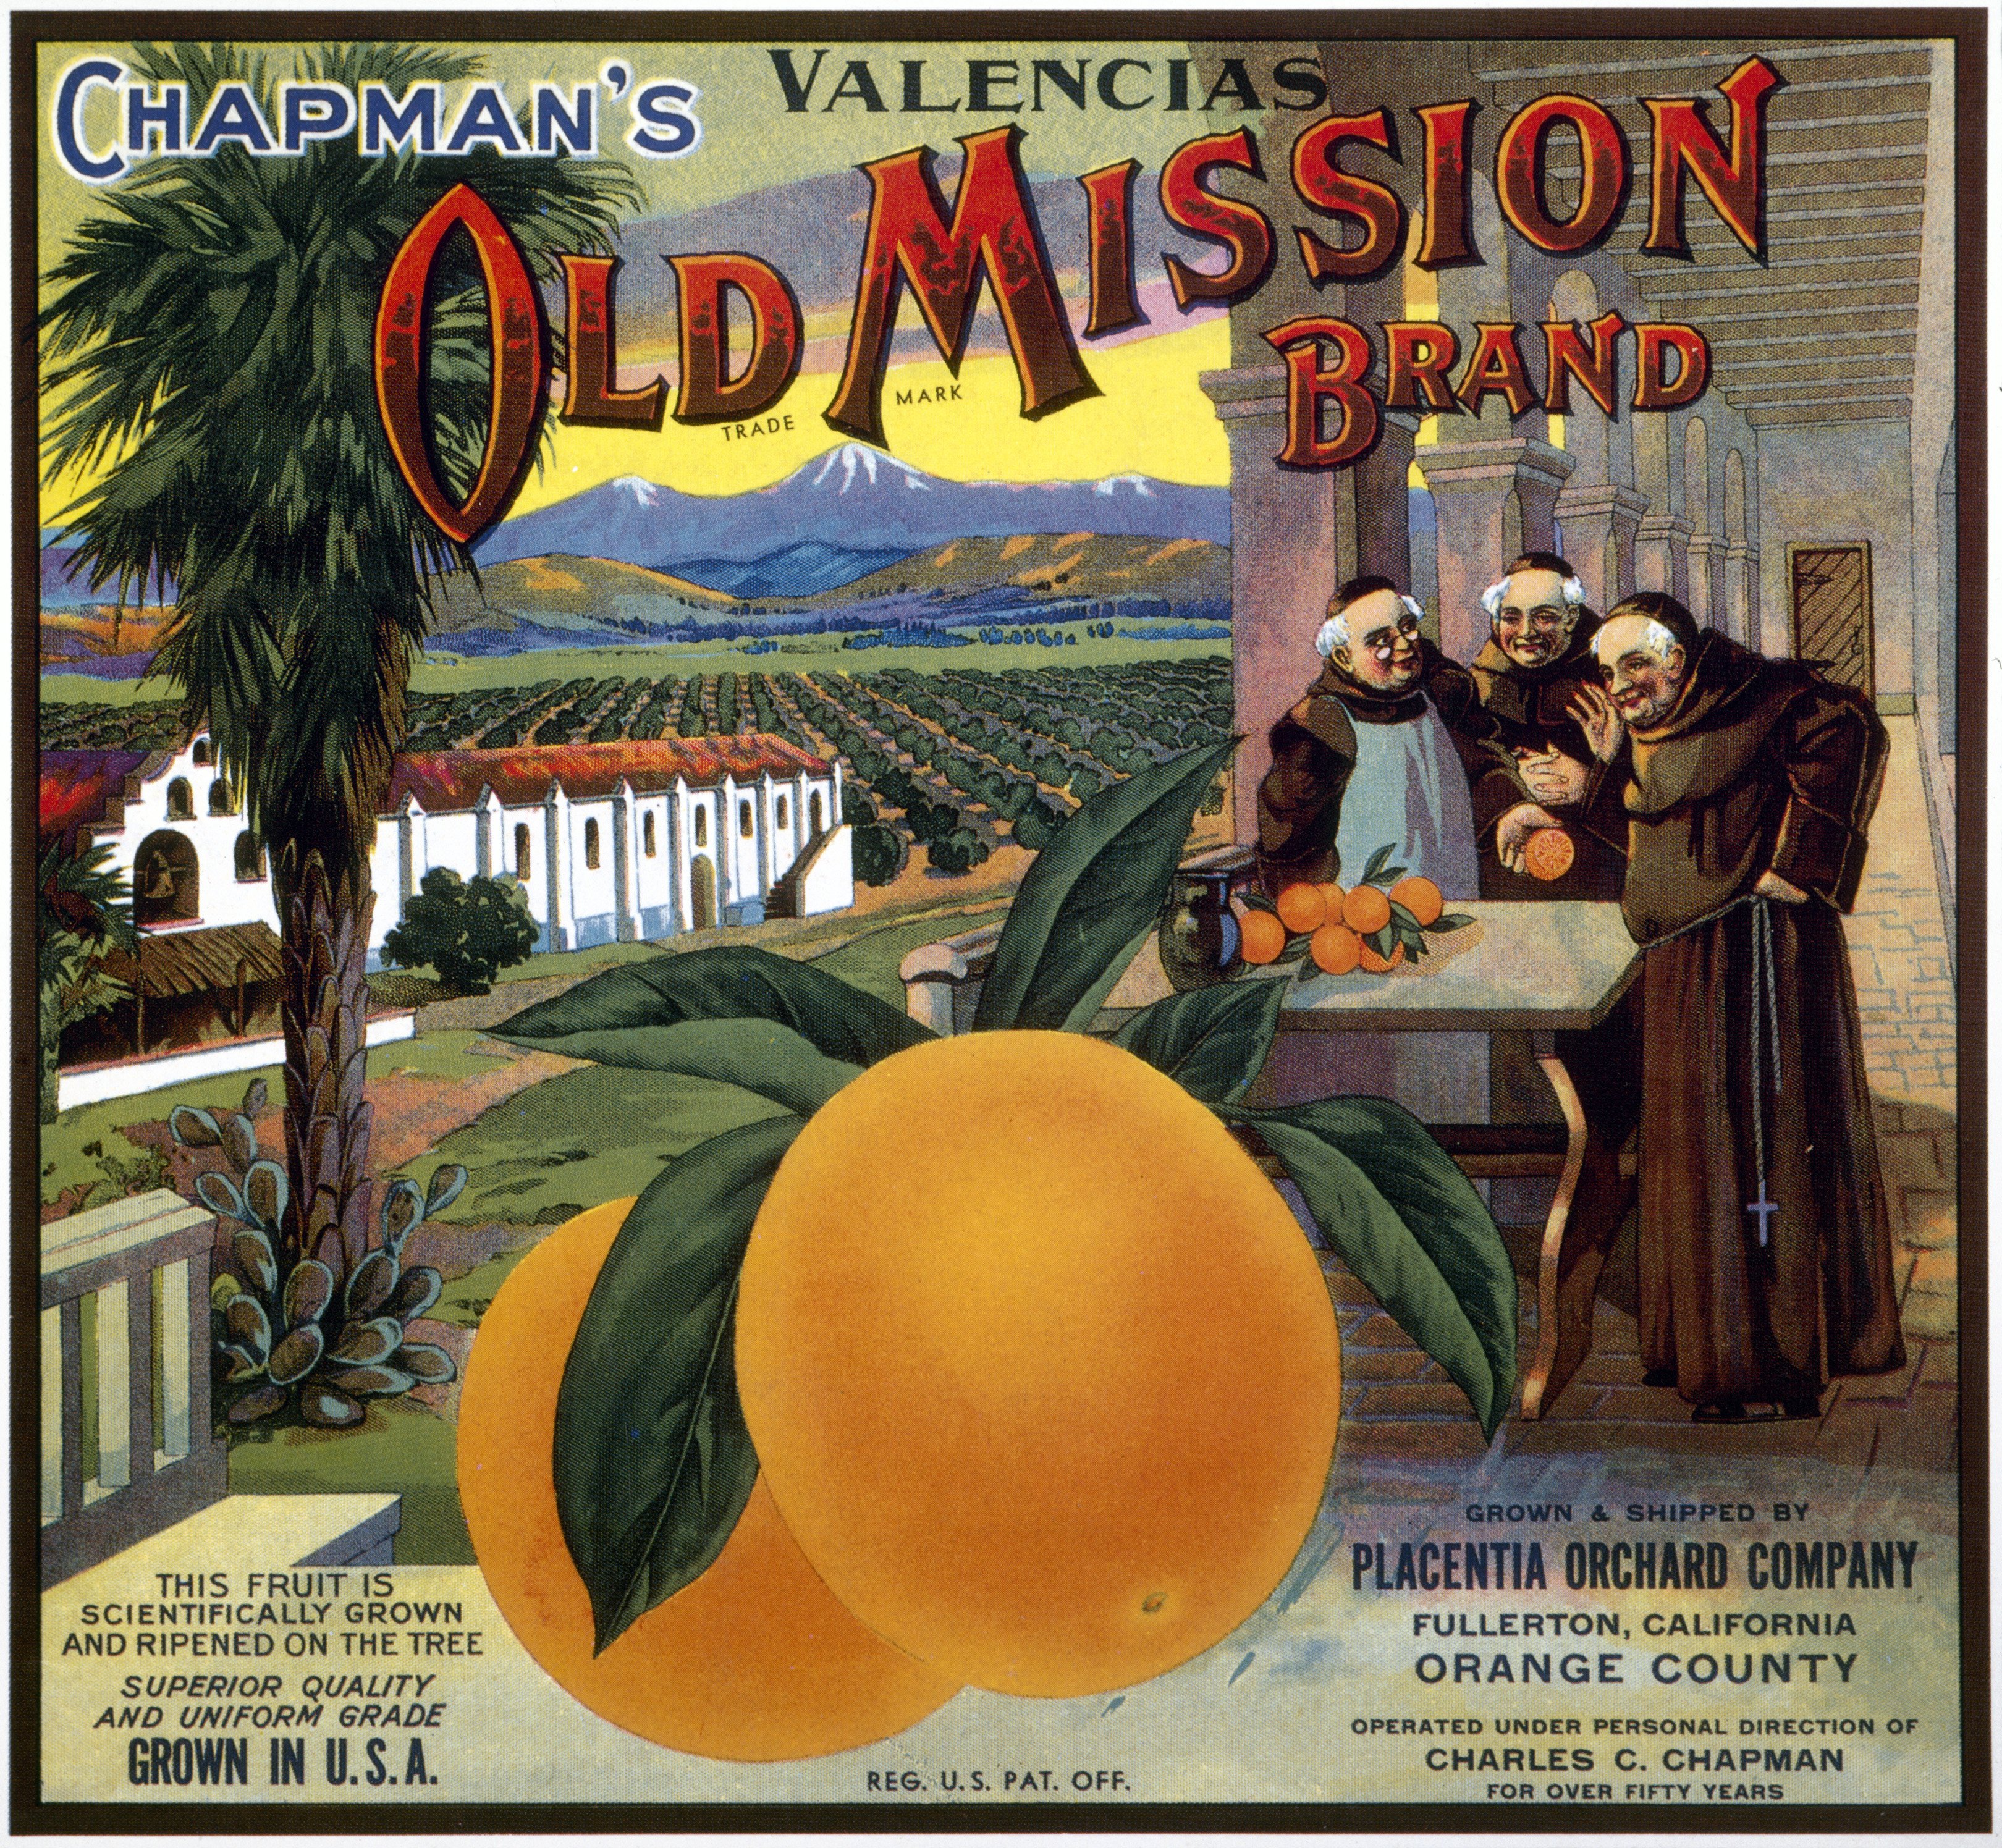 CHAPMAN'S
VALENCIAS
OLD MISSION
BRAND
TRADE MARK
THIS FRUIT IS
SCIENTIFICALLY GROWN
AND RIPENED ON THE TREE
SUPERIOR QUALITY
AND UNIFORM GRADE
GROWN IN U.S.A.
REG. U.S. PAT. OFF.
GROWN & SHIPPED BY
PLACENTIA ORCHARD COMPANY
FULLERTON, CALIFORNIA
ORANGE COUNTY
OPERATED UNDER PERSONAL DIRECTION OF
CHARLES C. CHAPMAN
FOR OVER FIFTY YEARS